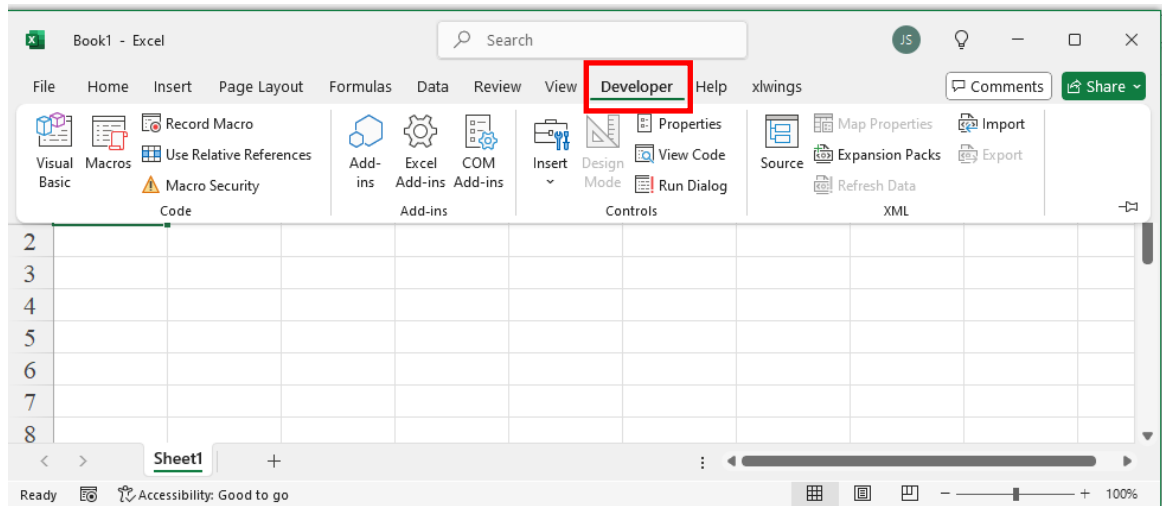 Book1 - Excel Search JS
File Home Insert Page Layout Formulas Data Review View Developer Help xlwings Comments Share
Record Macro Properties Map Properties Import
Use Relative References View Code Expansion Packs Export
Visual Basic Macros Macro Security Add-ins Excel Add-ins COM Add-ins Insert Design Mode Run Dialog Source Refresh Data
Code Add-ins Controls XML
2
3
4
5
6
7
8
Sheet1
Ready Accessibility: Good to go 100%